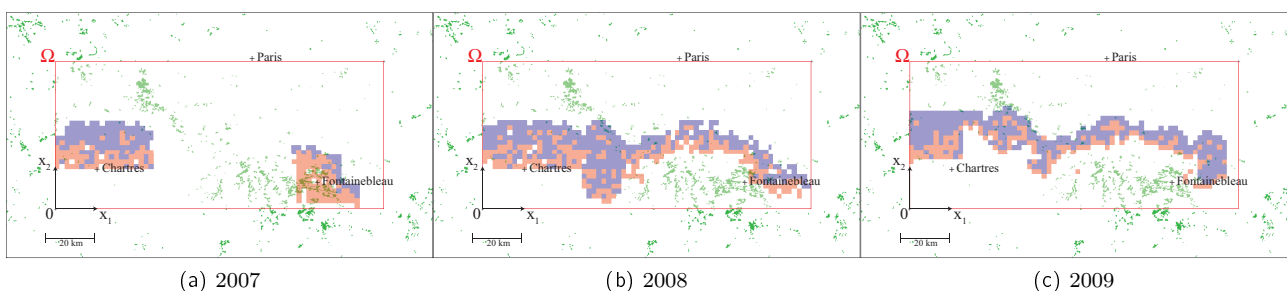 Ω
+ Paris
x2
+ Chartres
+ Fontainebleau
0
x1
20 km
(a) 2007
Ω
+ Paris
x2
+ Chartres
+ Fontainebleau
0
x1
20 km
(b) 2008
Ω
+ Paris
x2
+ Chartres
+ Fontainebleau
0
x1
20 km
(c) 2009